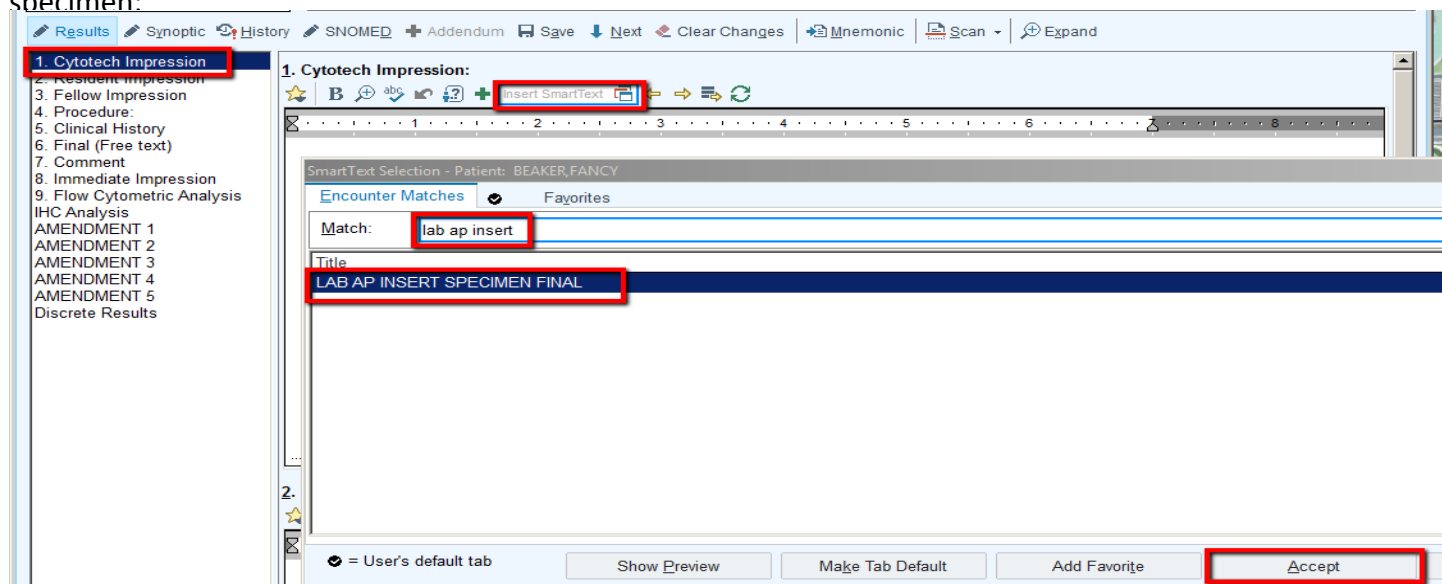 specimen:
Results Synoptic History SNOMED Addendum Save Next Clear Changes Mnemonic Scan Expand
1. Cytotech Impression
2. Resident Impression
3. Fellow Impression
4. Procedure:
5. Clinical History
6. Final (Free text)
7. Comment
8. Immediate Impression
9. Flow Cytometric Analysis
IHC Analysis
AMENDMENT 1
AMENDMENT 2
AMENDMENT 3
AMENDMENT 4
AMENDMENT 5
Discrete Results
1. Cytotech Impression:
B abc Insert SmartText
1 2 3 4 5 6 7 8
SmartText Selection - Patient: BEAKER,FANCY
Encounter Matches Favorites
Match: lab ap insert
Title
LAB AP INSERT SPECIMEN FINAL
...
2.
= User's default tab Show Preview Make Tab Default Add Favorite Accept